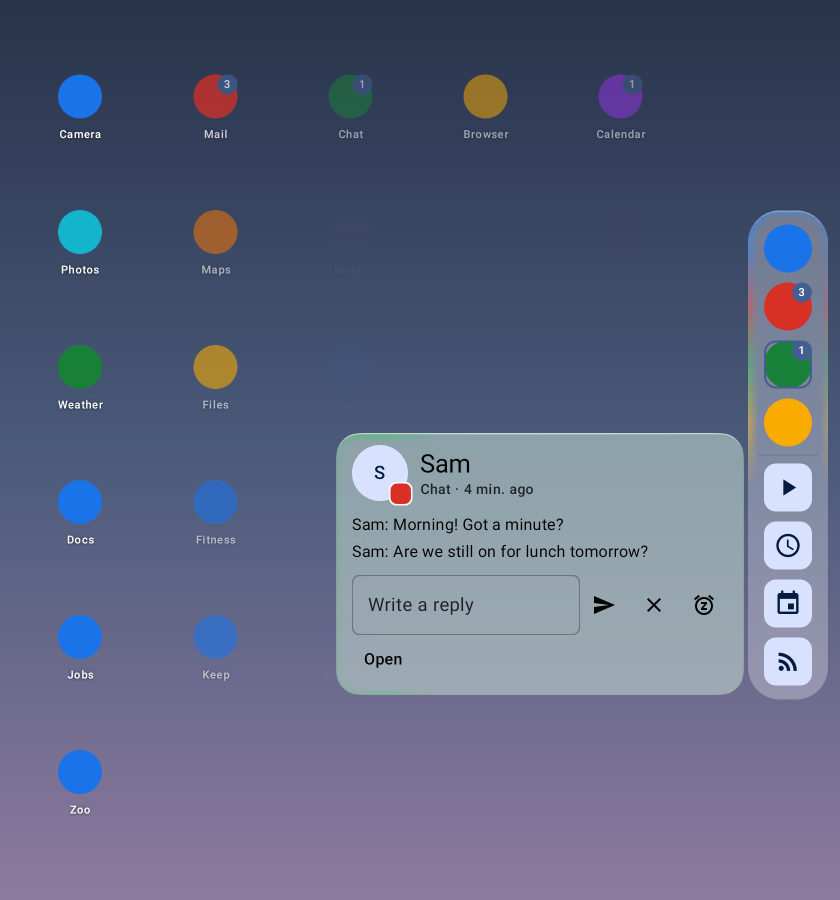 3
1
1
Camera
Mail
Chat
Browser
Calendar
Photos
Maps
Music
Weather
Files
Alarm
3
1
S
Sam
Chat · 4 min. ago
Docs
Fitness
Sam: Morning! Got a minute?
Sam: Are we still on for lunch tomorrow?
Write a reply
Jobs
Keep
Open
Zoo